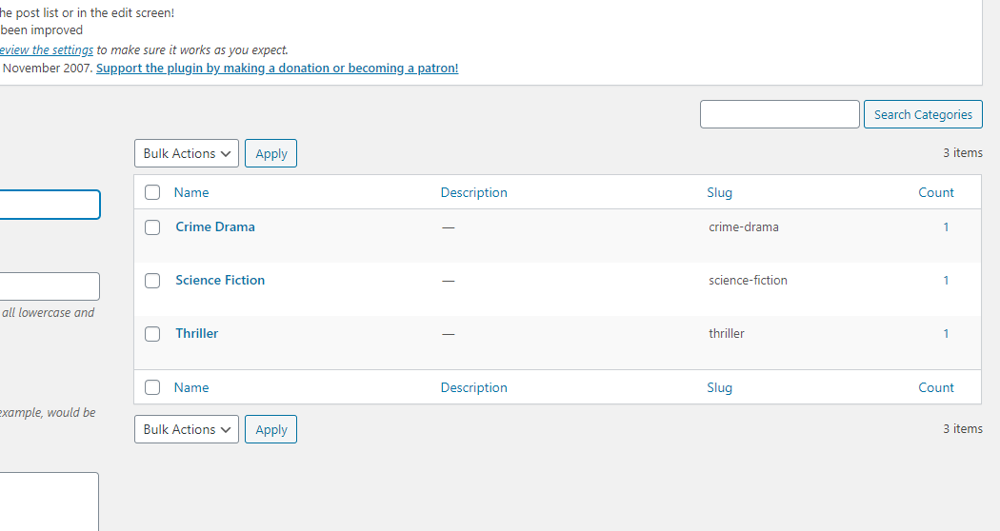 he post list or in the edit screen!
been improved
eview the settings to make sure it works as you expect.
November 2007. Support the plugin by making a donation or becoming a patron!
Search Categories
Bulk Actions Apply 3 items
Name Description Slug Count
Crime Drama — crime-drama 1
Science Fiction — science-fiction 1
all lowercase and
Thriller — thriller 1
Name Description Slug Count
example, would be
Bulk Actions Apply 3 items